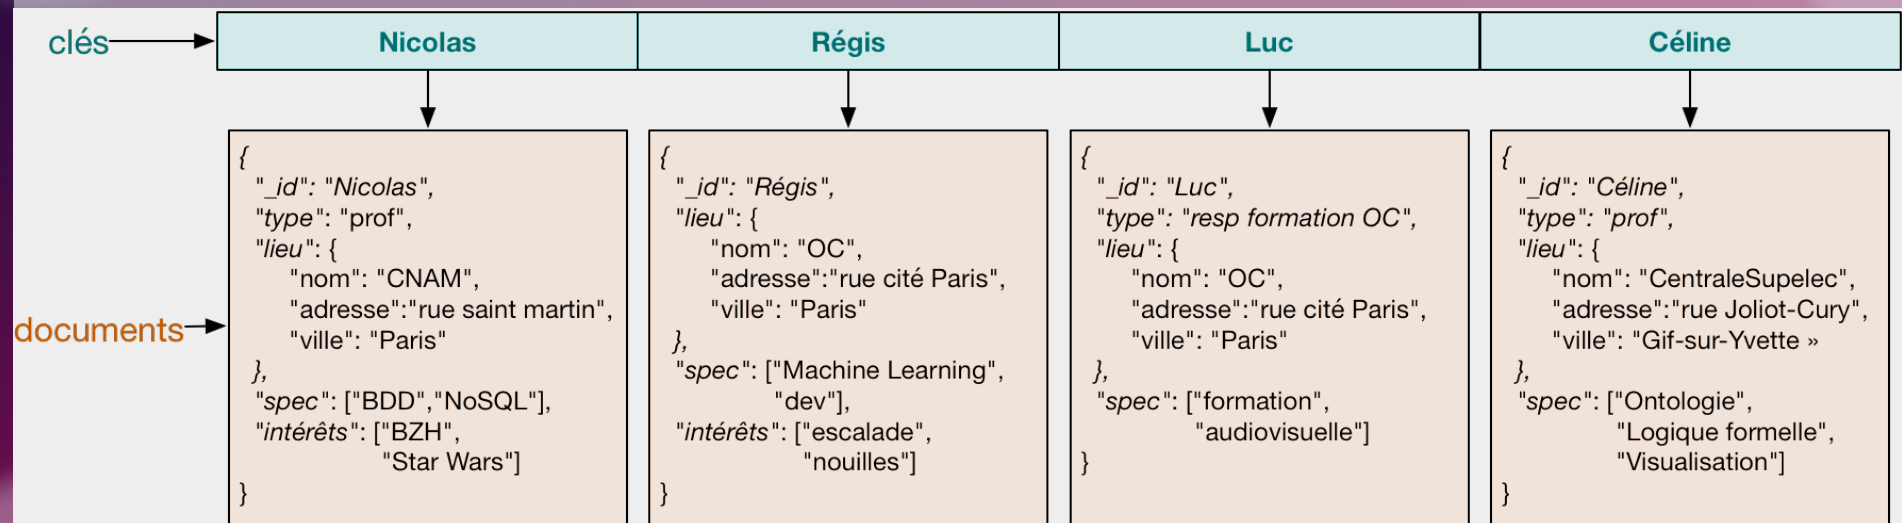 clés
Nicolas
Régis
Luc
Céline
documents
{
"_id": "Nicolas",
"type": "prof",
"lieu": {
"nom": "CNAM",
"adresse":"rue saint martin",
"ville": "Paris"
},
"spec": ["BDD","NoSQL"],
"intérêts": ["BZH",
"Star Wars"]
}
{
"_id": "Régis",
"lieu": {
"nom": "OC",
"adresse":"rue cité Paris",
"ville": "Paris"
},
"spec": ["Machine Learning",
"dev"],
"intérêts": ["escalade",
"nouilles"]
}
{
"_id": "Luc",
"type": "resp formation OC",
"lieu": {
"nom": "OC",
"adresse":"rue cité Paris",
"ville": "Paris"
},
"spec": ["formation",
"audiovisuelle"]
}
{
"_id": "Céline",
"type": "prof",
"lieu": {
"nom": "CentraleSupelec",
"adresse":"rue Joliot-Cury",
"ville": "Gif-sur-Yvette »
},
"spec": ["Ontologie",
"Logique formelle",
"Visualisation"]
}